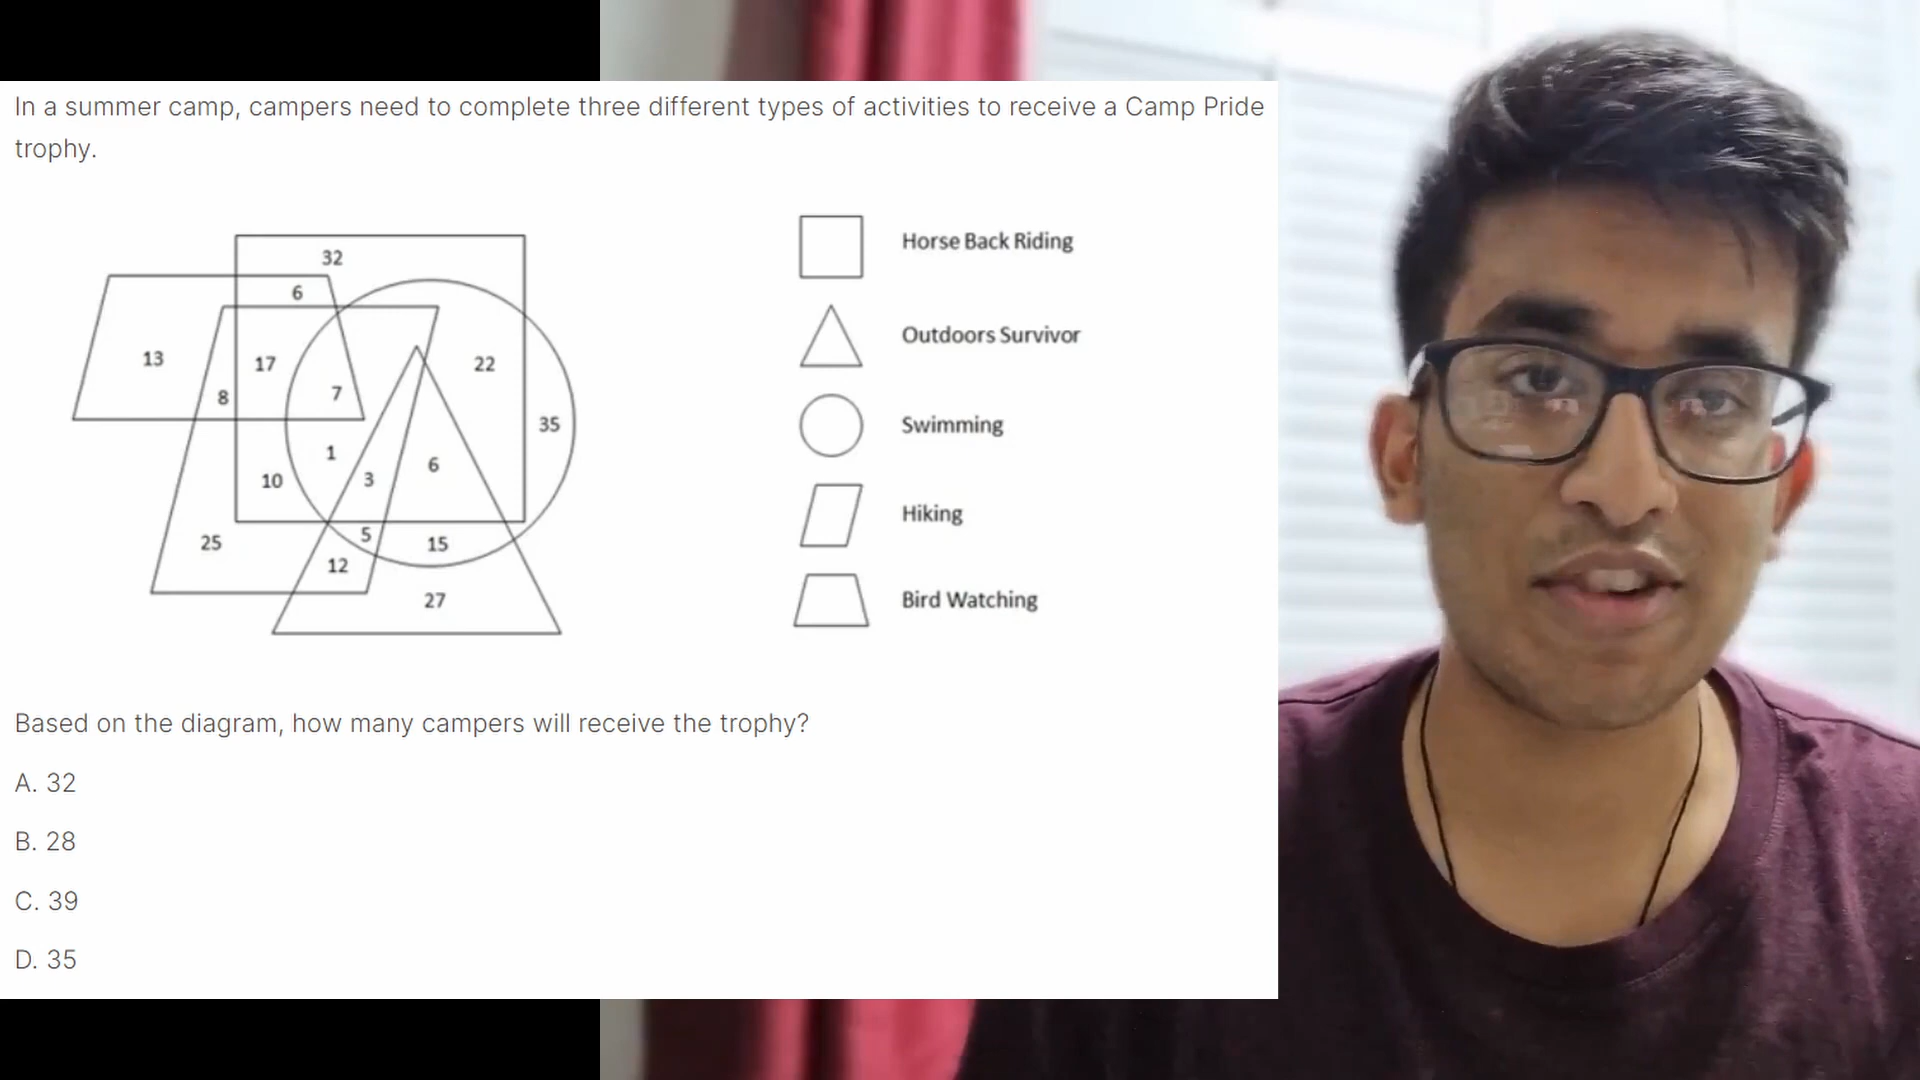 In a summer camp, campers need to complete three different types of activities to receive a Camp Pride
trophy.
32
6
13
17
22
8
7
35
1
6
10
3
5
25
15
12
27
Horse Back Riding
Outdoors Survivor
Swimming
Hiking
Bird Watching
Based on the diagram, how many campers will receive the trophy?
A. 32
B. 28
C. 39
D. 35